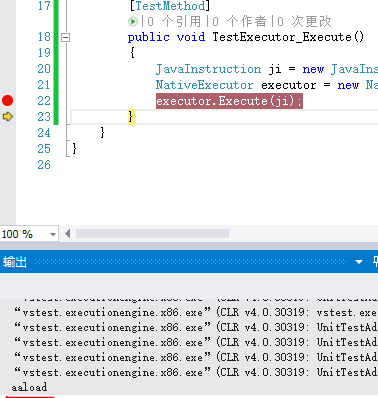 17 [TestMethod]
|0 个引用|0 个作者|0 次更改
18 public void TestExecutor_Execute()
19 {
20 JavaInstruction ji = new JavaIns
21 NativeExecutor executor = new Na
22 executor.Execute(ji);
23 }
24 }
25 }
26
100 %
输出
“vstest.executionengine.x86.exe”(CLR v4.0.30319: UnitTestAd
“vstest.executionengine.x86.exe”(CLR v4.0.30319: vstest.exe
“vstest.executionengine.x86.exe”(CLR v4.0.30319: UnitTestAd
“vstest.executionengine.x86.exe”(CLR v4.0.30319: UnitTestAd
“vstest.executionengine.x86.exe”(CLR v4.0.30319: UnitTestAd
“vstest.executionengine.x86.exe”(CLR v4.0.30319: UnitTestAd
aaload